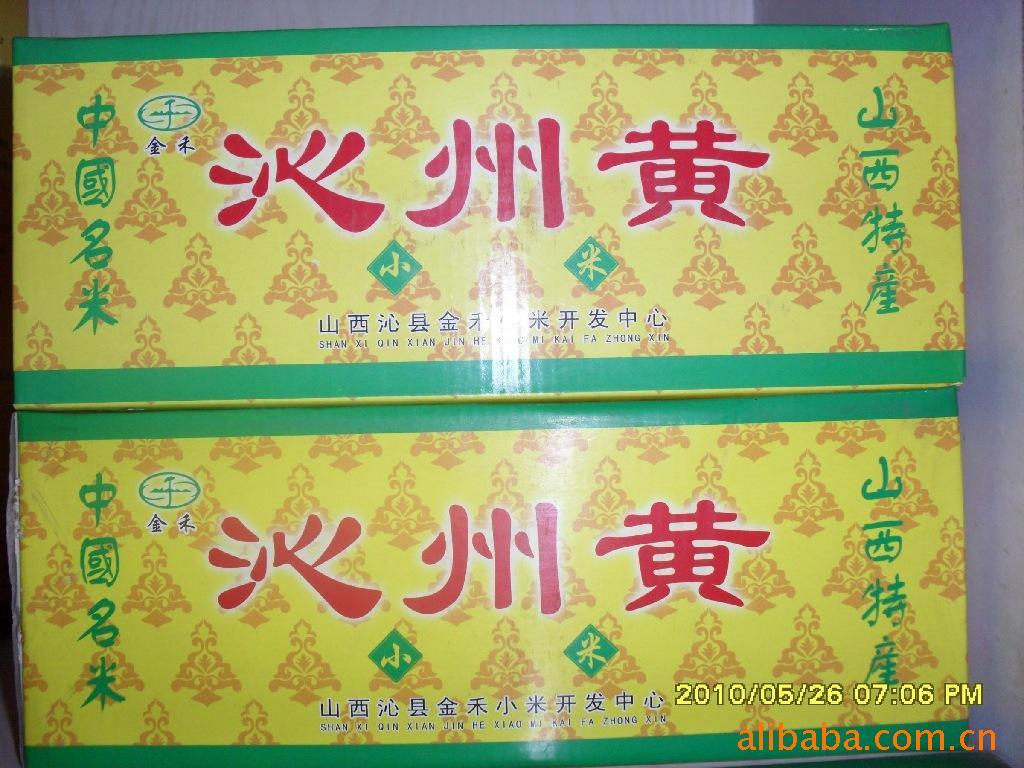 中國名米
金禾
沁州黄
小米
山西特産
山西沁县金禾小米开发中心
SHAN XI QIN XIAN JIN HE XIAO MI KAI FA ZHONG XIN
中國名米
金禾
沁州黄
小米
山西特産
山西沁县金禾小米开发中心
SHAN XI QIN XIAN JIN HE XIAO MI KAI FA ZHONG XIN
2010/05/26 07:06 PM
alibaba.com.cn